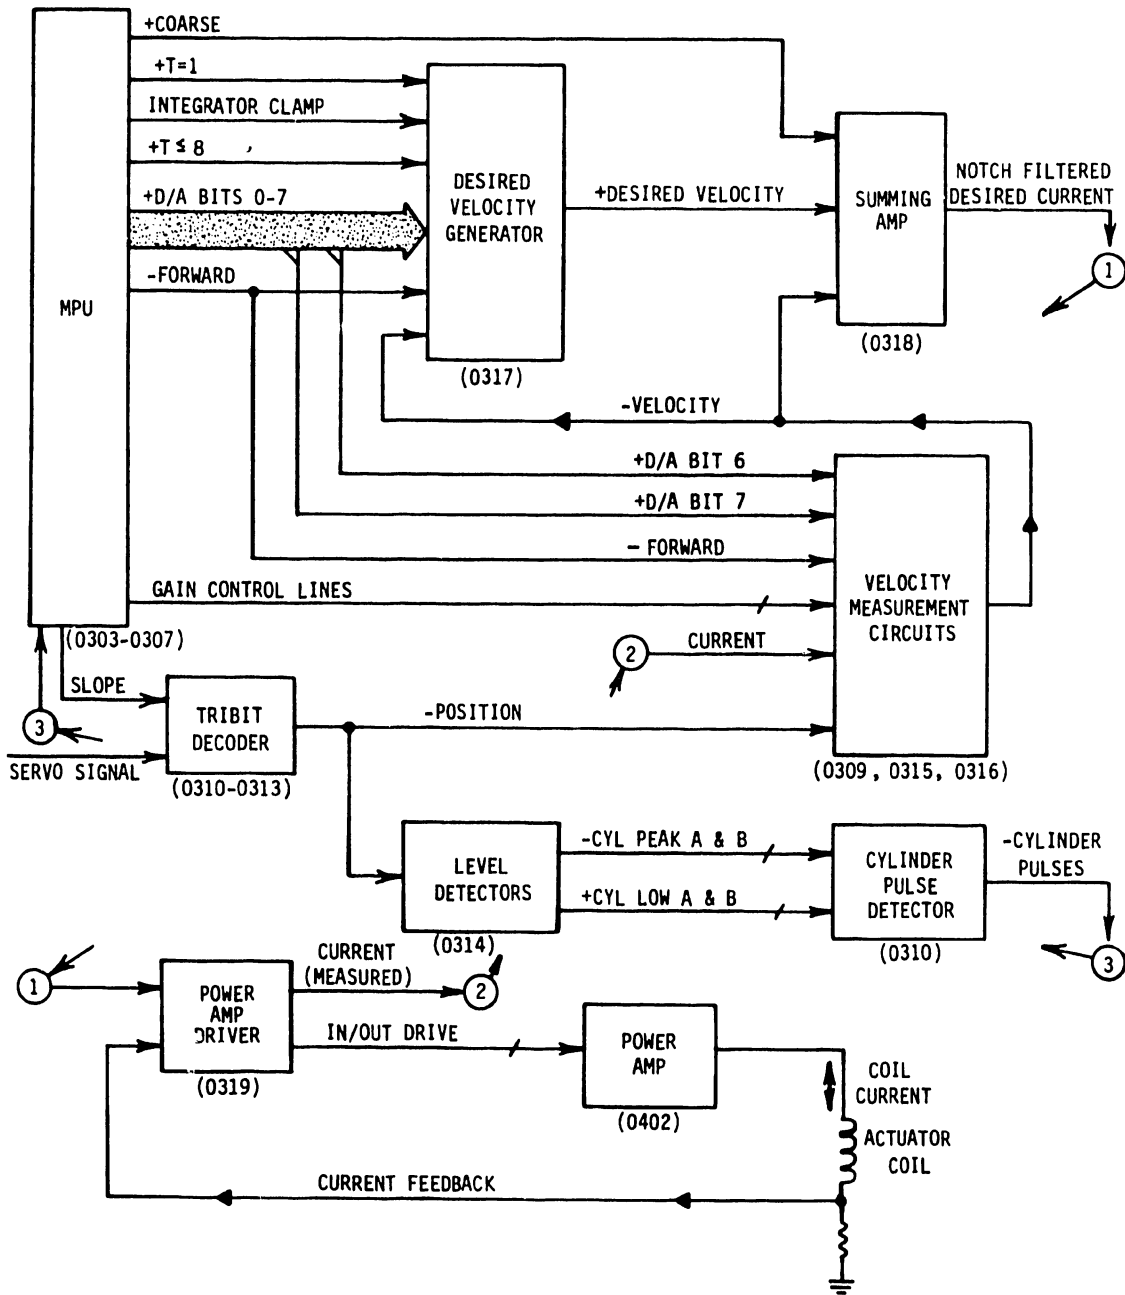 +COARSE
+T=1
INTEGRATOR CLAMP
+T≤8
+D/A BITS 0-7
-FORWARD
MPU
(0303-0307)
DESIRED
VELOCITY
GENERATOR
(0317)
+DESIRED VELOCITY
SUMMING
AMP
(0318)
NOTCH FILTERED
DESIRED CURRENT
1
-VELOCITY
+D/A BIT 6
+D/A BIT 7
- FORWARD
GAIN CONTROL LINES
2
CURRENT
VELOCITY
MEASUREMENT
CIRCUITS
(0309, 0315, 0316)
SLOPE
3
SERVO SIGNAL
TRIBIT
DECODER
(0310-0313)
-POSITION
LEVEL
DETECTORS
(0314)
-CYL PEAK A & B
+CYL LOW A & B
CYLINDER
PULSE
DETECTOR
(0310)
-CYLINDER
PULSES
3
1
POWER
AMP
DRIVER
(0319)
CURRENT
(MEASURED)
2
IN/OUT DRIVE
POWER
AMP
(0402)
COIL
CURRENT
ACTUATOR
COIL
CURRENT FEEDBACK